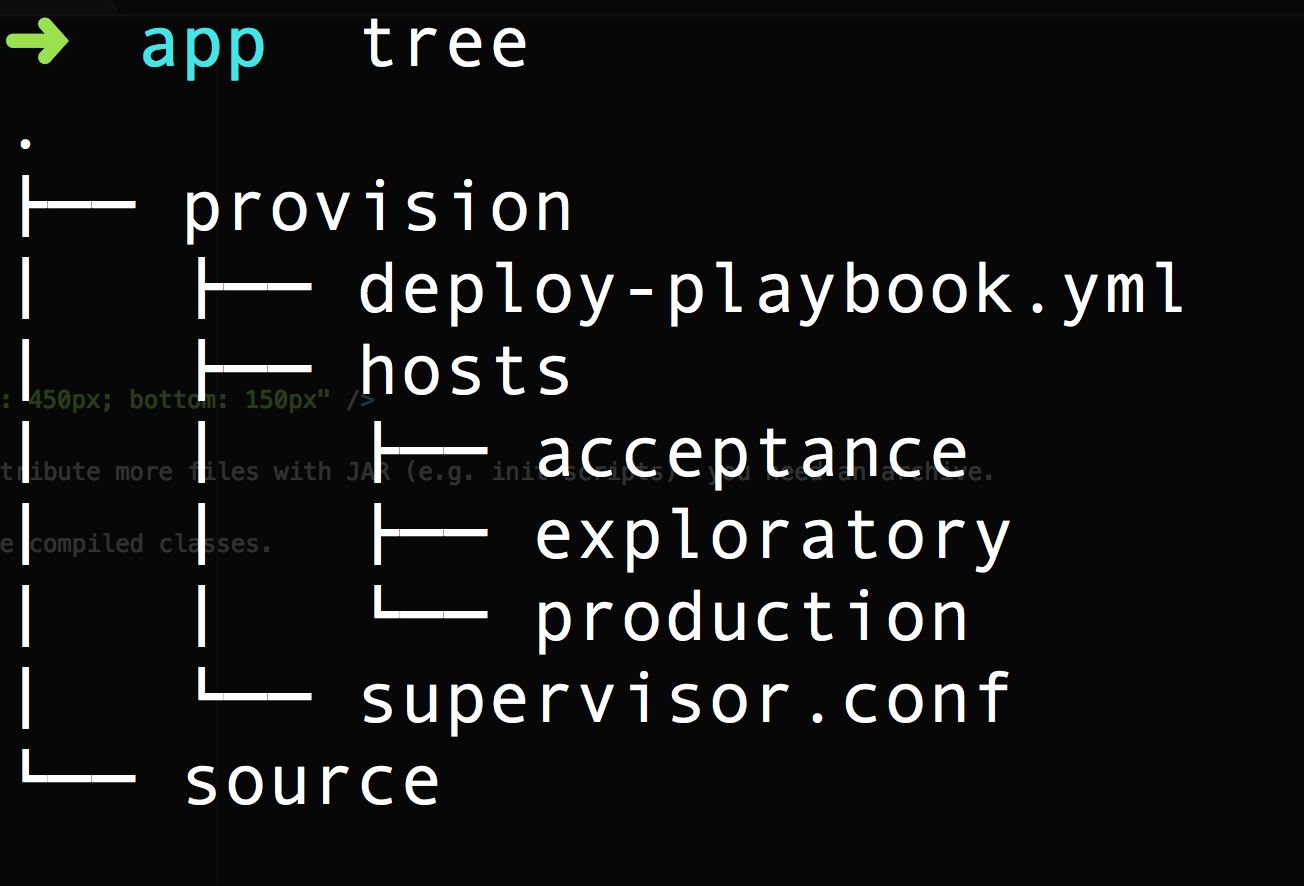 ➜ app tree
.
├── provision
│   ├── deploy-playbook.yml
│   ├── hosts
: 450px; bottom: 150px" />
│   │   ├── acceptance
tribute more files with JAR (e.g. init scripts) you need an archive.
│   │   ├── exploratory
e compiled classes.
│   │   └── production
│   └── supervisor.conf
└── source